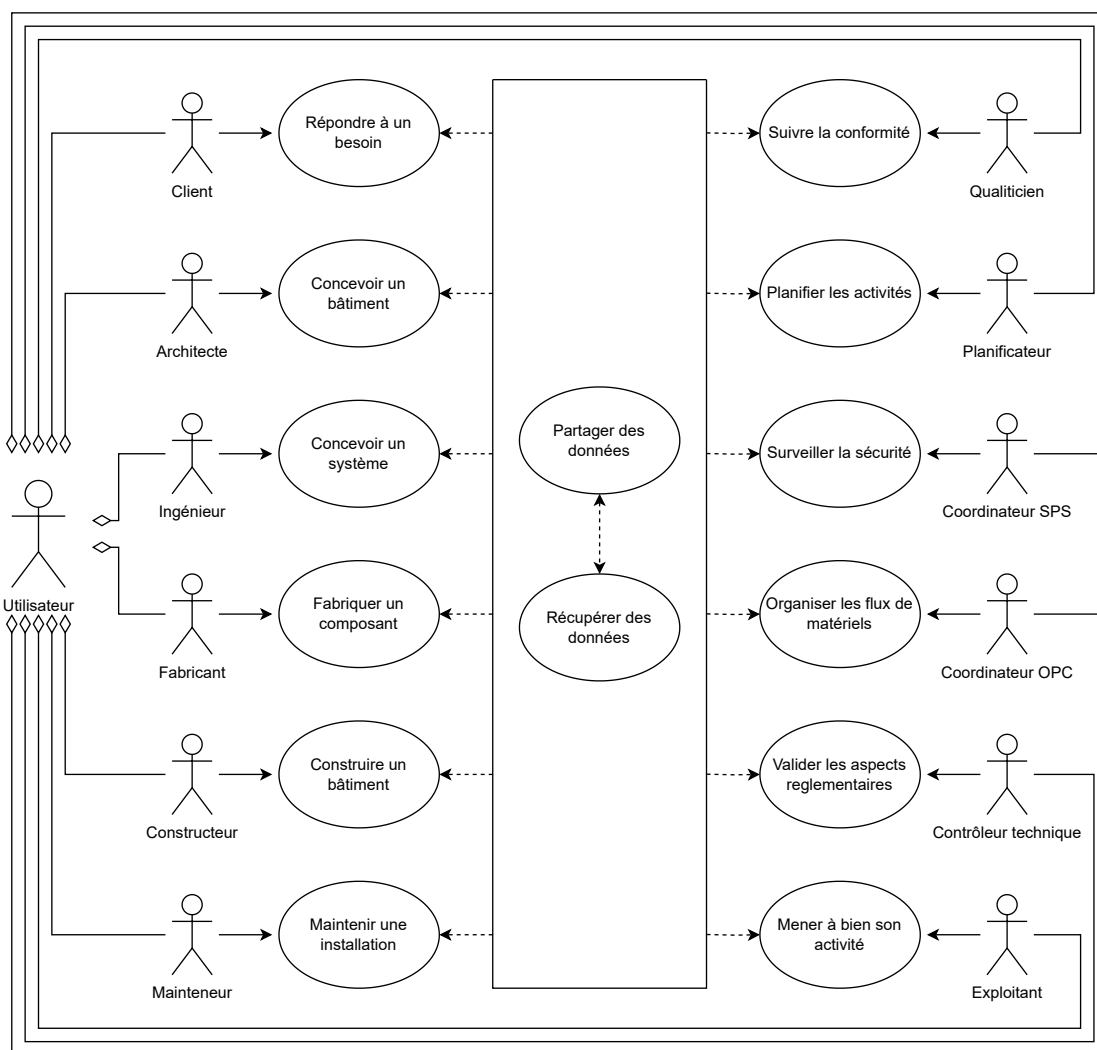 Répondre à un
besoin
Suivre la conformité
Client
Qualiticien
Concevoir un
bâtiment
Planifier les activités
Architecte
Planificateur
Partager des
données
Concevoir un
système
Surveiller la sécurité
Ingénieur
Coordinateur SPS
Utilisateur
Fabriquer un
composant
Récupérer des
données
Organiser les flux de
matériels
Fabricant
Coordinateur OPC
Construire un
bâtiment
Valider les aspects
reglementaires
Constructeur
Contrôleur technique
Maintenir une
installation
Mener à bien son
activité
Mainteneur
Exploitant